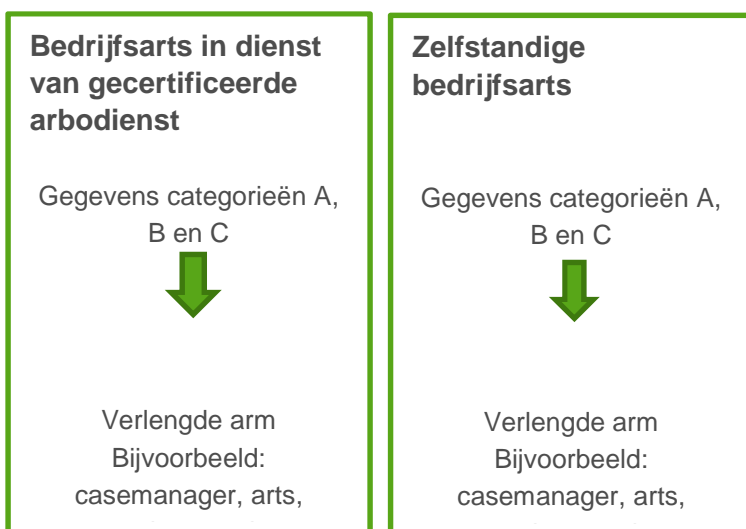 Bedrijfsarts in dienst
van gecertificeerde
arbodienst
Gegevens categorieën A,
B en C
Verlengde arm
Bijvoorbeeld:
casemanager, arts,
Zelfstandige
bedrijfsarts
Gegevens categorieën A,
B en C
Verlengde arm
Bijvoorbeeld:
casemanager, arts,